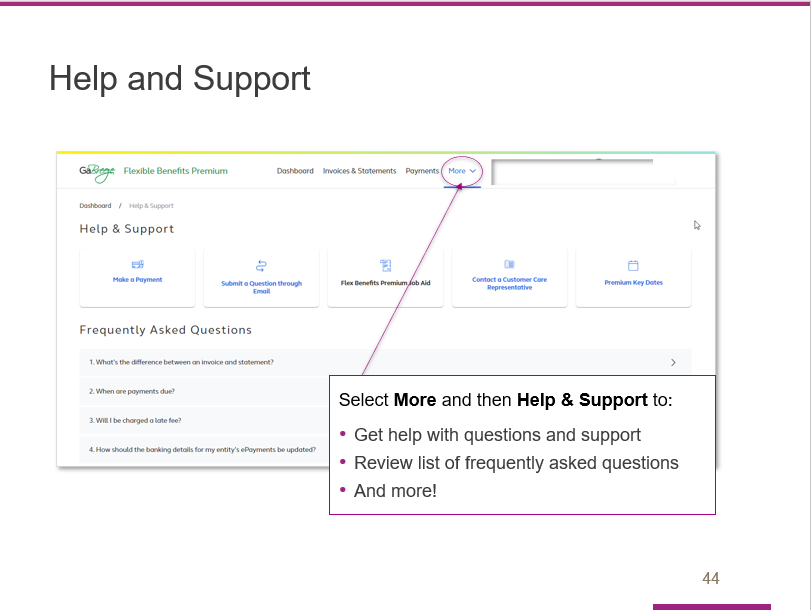 Help and Support
GaBreeze Flexible Benefits Premium Dashboard Invoices & Statements Payments More
Dashboard / Help & Support
Help & Support
Make a Payment
Submit a Question through
Email
Flex Benefits Premium Job Aid
Contact a Customer Care
Representative
Premium Key Dates
Frequently Asked Questions
1. What's the difference between an invoice and statement?
2. When are payments due?
3. Will I be charged a late fee?
4. How should the banking details for my entity's ePayments be updated?
Select More and then Help & Support to:
• Get help with questions and support
• Review list of frequently asked questions
• And more!
44